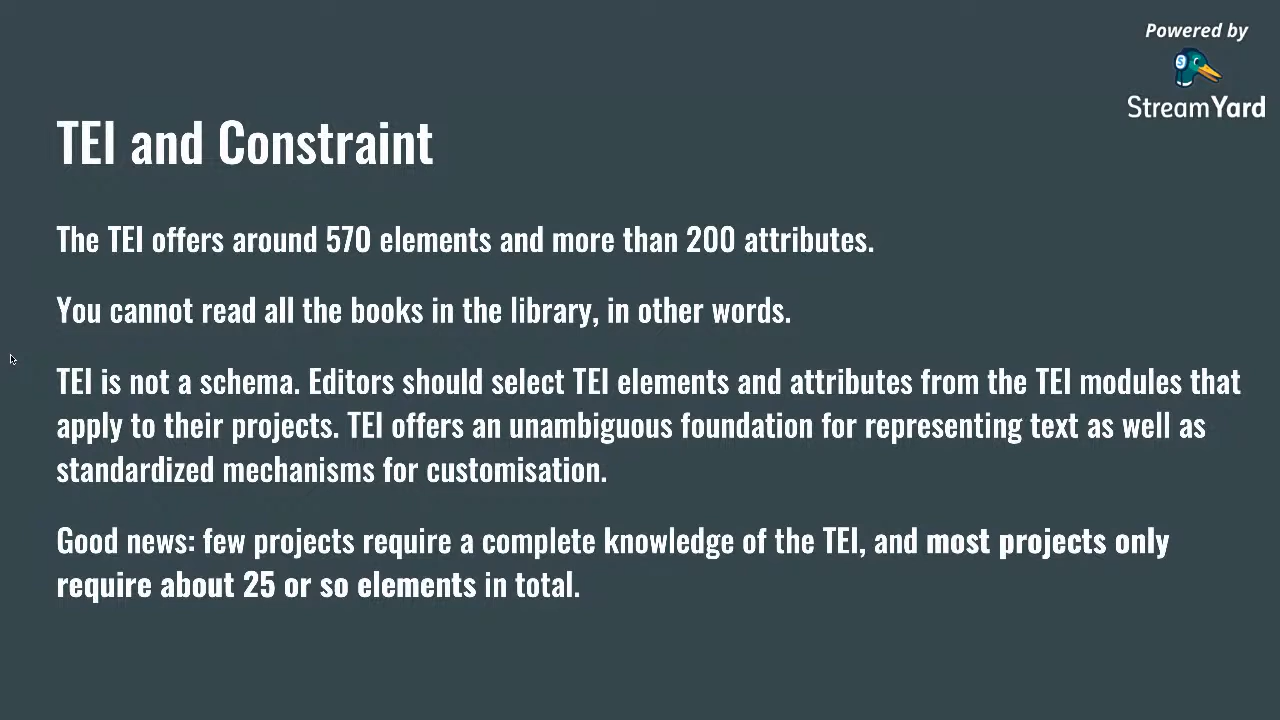 Powered by
StreamYard
TEI and Constraint
The TEI offers around 570 elements and more than 200 attributes.
You cannot read all the books in the library, in other words.
TEI is not a schema. Editors should select TEI elements and attributes from the TEI modules that
apply to their projects. TEI offers an unambiguous foundation for representing text as well as
standardized mechanisms for customisation.
Good news: few projects require a complete knowledge of the TEI, and most projects only
require about 25 or so elements in total.